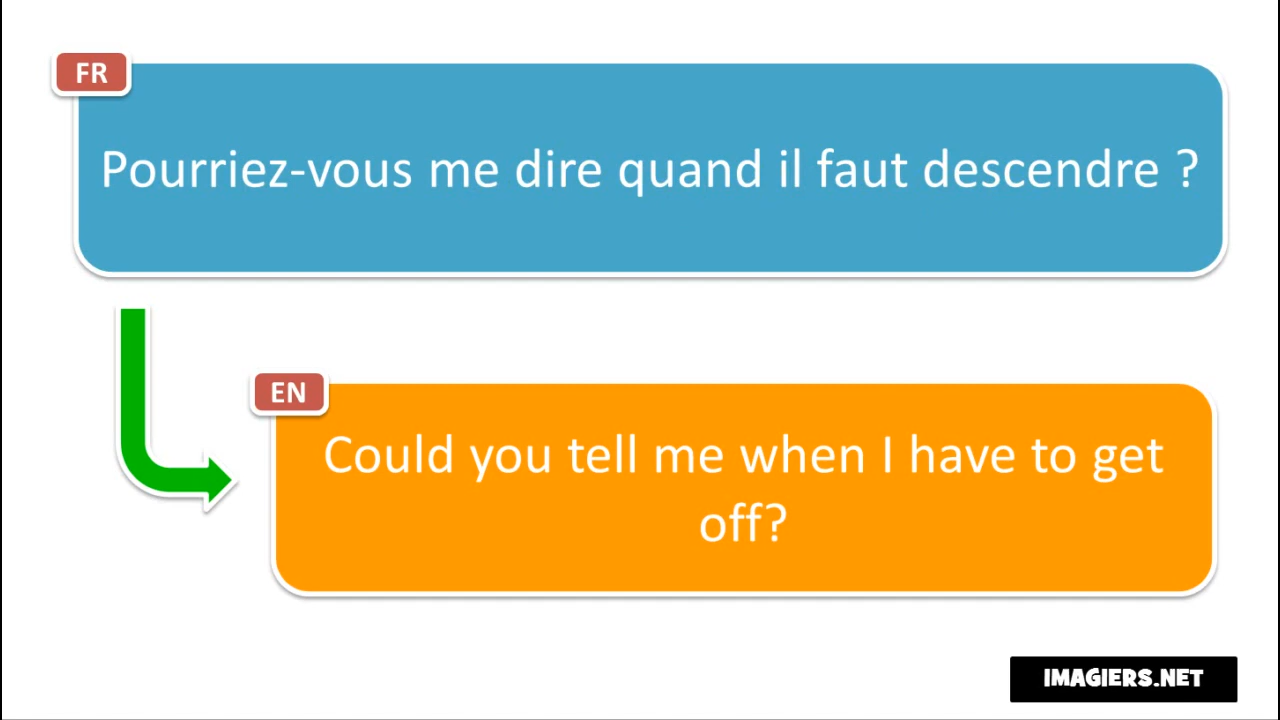 FR
Pourriez-vous me dire quand il faut descendre ?
EN
Could you tell me when I have to get
off?
IMAGIERS.NET